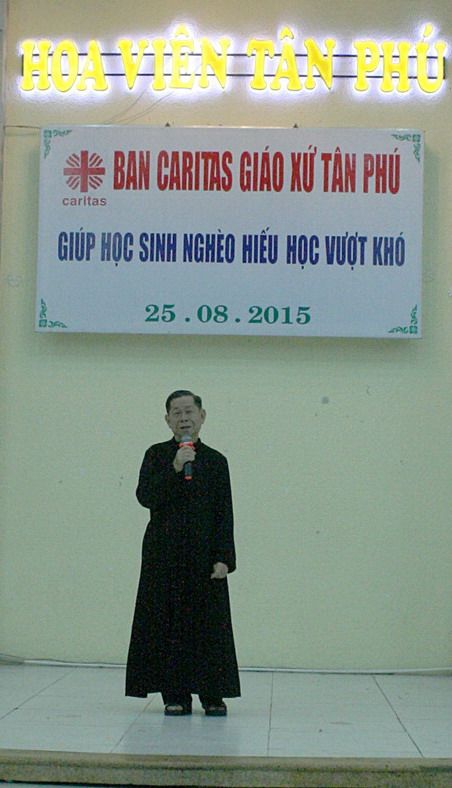 HOA VIÊN TÂN PHÚ
caritas
BAN CARITAS GIÁO XỨ TÂN PHÚ
GIÚP HỌC SINH NGHÈO HIẾU HỌC VƯỢT KHÓ
25.08.2015